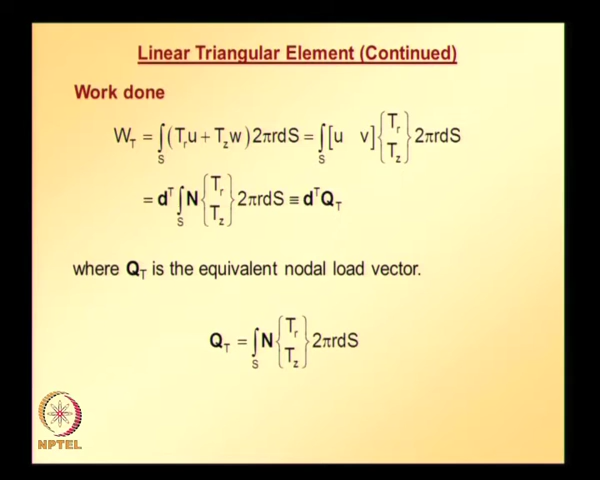 Linear Triangular Element (Continued)
Work done
W_T = ∫_S (T_r u + T_z w) 2πrdS = ∫_S [u v] {T_r T_z} 2πrdS
= d^T ∫_S N {T_r T_z} 2πrdS ≡ d^T Q_T
where Q_T is the equivalent nodal load vector.
Q_T = ∫_S N {T_r T_z} 2πrdS
NPTEL